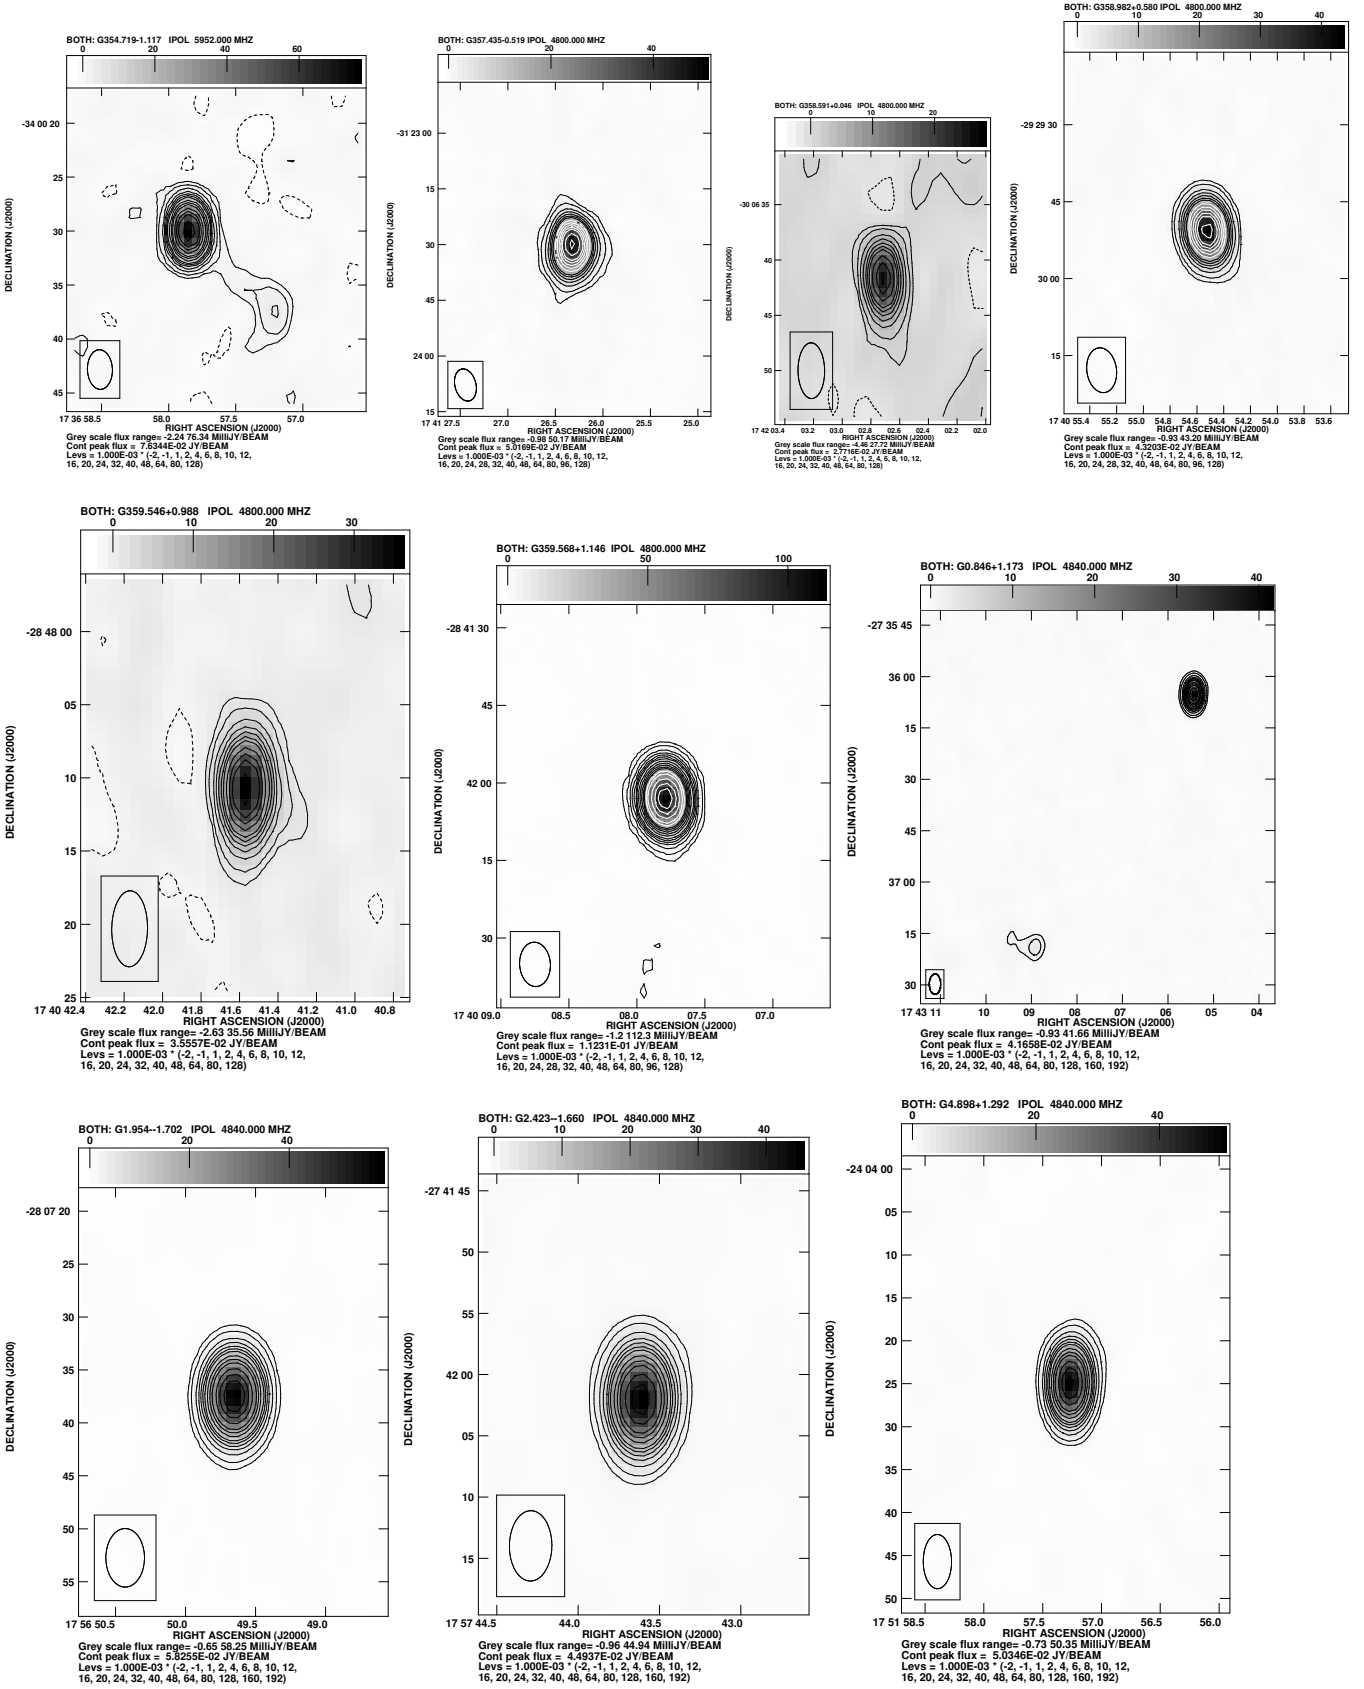 BOTH: G354.719-1.117 IPOL 5952.000 MHZ
0 20 40 60
DECLINATION (J2000)
-34 00 20
25
30
35
40
45
17 36 58.5 58.0 57.5 57.0
RIGHT ASCENSION (J2000)
Grey scale flux range= -2.24 76.34 MilliJY/BEAM
Cont peak flux = 7.6344E-02 JY/BEAM
Levs = 1.000E-03 * (-2, -1, 1, 2, 4, 6, 8, 10, 12,
16, 20, 24, 32, 40, 48, 64, 80, 128)
BOTH: G357.435-0.519 IPOL 4800.000 MHZ
0 20 40
DECLINATION (J2000)
-31 23 00
15
30
45
24 00
15
17 41 27.5 27.0 26.5 26.0 25.5 25.0
RIGHT ASCENSION (J2000)
Grey scale flux range= -0.98 50.17 MilliJY/BEAM
Cont peak flux = 5.0169E-02 JY/BEAM
Levs = 1.000E-03 * (-2, -1, 1, 2, 4, 6, 8, 10, 12,
16, 20, 24, 28, 32, 40, 48, 64, 80, 96, 128)
BOTH: G358.591+0.046 IPOL 4800.000 MHZ
0 10 20
DECLINATION (J2000)
-30 06 35
40
45
50
17 42 03.4 03.2 03.0 02.8 02.6 02.4 02.2 02.0
RIGHT ASCENSION (J2000)
Grey scale flux range= -4.46 27.72 MilliJY/BEAM
Cont peak flux = 2.7716E-02 JY/BEAM
Levs = 1.000E-03 * (-2, -1, 1, 2, 4, 6, 8, 10, 12,
16, 20, 24, 32, 40, 48, 64, 80, 128)
BOTH: G358.982+0.580 IPOL 4800.000 MHZ
0 10 20 30 40
DECLINATION (J2000)
-29 29 30
45
30 00
15
17 40 55.4 55.2 55.0 54.8 54.6 54.4 54.2 54.0 53.8 53.6
RIGHT ASCENSION (J2000)
Grey scale flux range= -0.93 43.20 MilliJY/BEAM
Cont peak flux = 4.3203E-02 JY/BEAM
Levs = 1.000E-03 * (-2, -1, 1, 2, 4, 6, 8, 10, 12,
16, 20, 24, 28, 32, 40, 48, 64, 80, 96, 128)
BOTH: G359.546+0.988 IPOL 4800.000 MHZ
0 10 20 30
DECLINATION (J2000)
-28 48 00
05
10
15
20
25
17 40 42.4 42.2 42.0 41.8 41.6 41.4 41.2 41.0 40.8
RIGHT ASCENSION (J2000)
Grey scale flux range= -2.63 35.56 MilliJY/BEAM
Cont peak flux = 3.5557E-02 JY/BEAM
Levs = 1.000E-03 * (-2, -1, 1, 2, 4, 6, 8, 10, 12,
16, 20, 24, 32, 40, 48, 64, 80, 128)
BOTH: G359.568+1.146 IPOL 4800.000 MHZ
0 50 100
DECLINATION (J2000)
-28 41 30
45
42 00
15
30
17 40 09.0 08.5 08.0 07.5 07.0
RIGHT ASCENSION (J2000)
Grey scale flux range= -1.2 112.3 MilliJY/BEAM
Cont peak flux = 1.1231E-01 JY/BEAM
Levs = 1.000E-03 * (-2, -1, 1, 2, 4, 6, 8, 10, 12,
16, 20, 24, 28, 32, 40, 48, 64, 80, 96, 128)
BOTH: G0.846+1.173 IPOL 4840.000 MHZ
0 10 20 30 40
DECLINATION (J2000)
-27 35 45
36 00
15
30
45
37 00
15
30
17 43 11 10 09 08 07 06 05 04
RIGHT ASCENSION (J2000)
Grey scale flux range= -0.93 41.66 MilliJY/BEAM
Cont peak flux = 4.1658E-02 JY/BEAM
Levs = 1.000E-03 * (-2, -1, 1, 2, 4, 6, 8, 10, 12,
16, 20, 24, 32, 40, 48, 64, 80, 128, 160, 192)
BOTH: G1.954--1.702 IPOL 4840.000 MHZ
0 20 40
DECLINATION (J2000)
-28 07 20
25
30
35
40
45
50
55
17 56 50.5 50.0 49.5 49.0
RIGHT ASCENSION (J2000)
Grey scale flux range= -0.65 58.25 MilliJY/BEAM
Cont peak flux = 5.8255E-02 JY/BEAM
Levs = 1.000E-03 * (-2, -1, 1, 2, 4, 6, 8, 10, 12,
16, 20, 24, 32, 40, 48, 64, 80, 128, 160, 192)
BOTH: G2.423--1.660 IPOL 4840.000 MHZ
0 10 20 30 40
DECLINATION (J2000)
-27 41 45
50
55
42 00
05
10
15
17 57 44.5 44.0 43.5 43.0
RIGHT ASCENSION (J2000)
Grey scale flux range= -0.96 44.94 MilliJY/BEAM
Cont peak flux = 4.4937E-02 JY/BEAM
Levs = 1.000E-03 * (-2, -1, 1, 2, 4, 6, 8, 10, 12,
16, 20, 24, 32, 40, 48, 64, 80, 128, 160, 192)
BOTH: G4.898+1.292 IPOL 4840.000 MHZ
0 20 40
DECLINATION (J2000)
-24 04 00
05
10
15
20
25
30
35
40
45
50
17 51 58.5 58.0 57.5 57.0 56.5 56.0
RIGHT ASCENSION (J2000)
Grey scale flux range= -0.73 50.35 MilliJY/BEAM
Cont peak flux = 5.0346E-02 JY/BEAM
Levs = 1.000E-03 * (-2, -1, 1, 2, 4, 6, 8, 10, 12,
16, 20, 24, 32, 40, 48, 64, 80, 128, 160, 192)